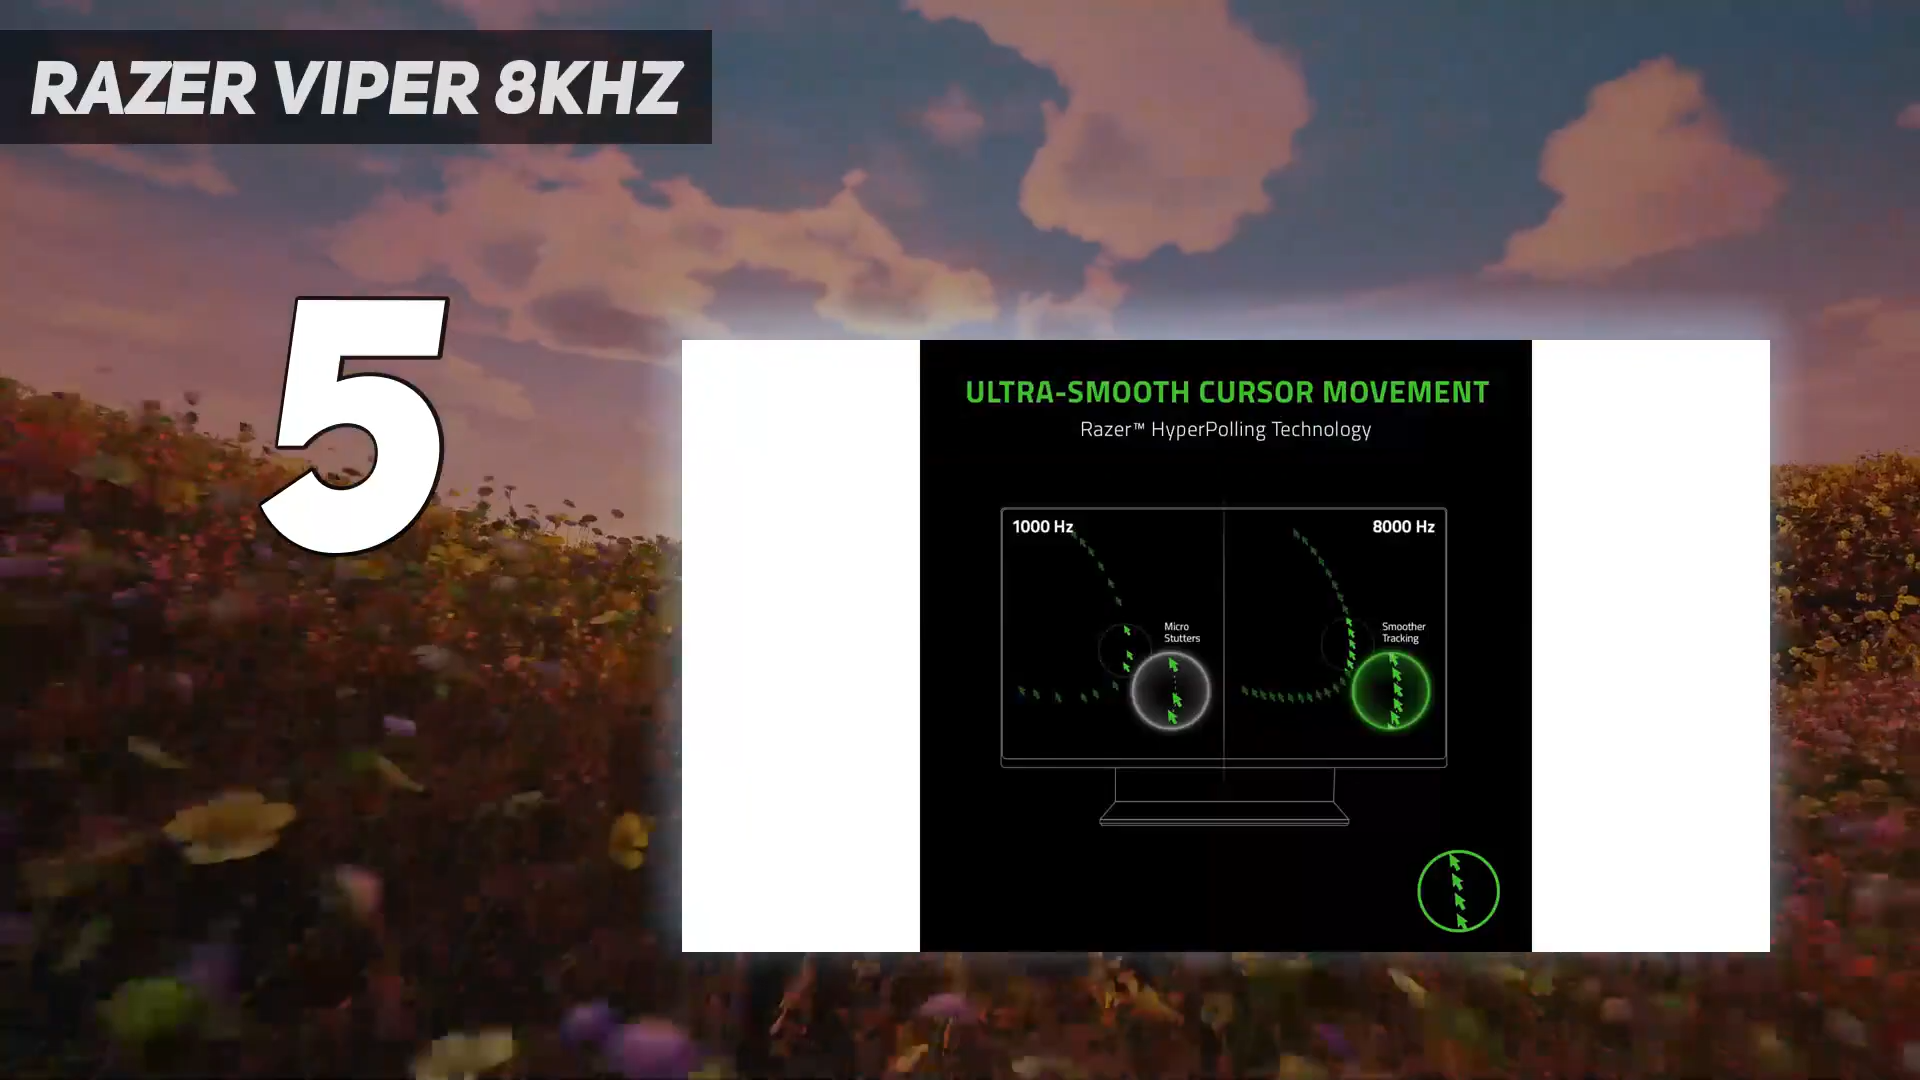 RAZER VIPER 8KHZ
5
ULTRA-SMOOTH CURSOR MOVEMENT
Razer™ HyperPolling Technology
1000 Hz
8000 Hz
Micro
Stutters
Smoother
Tracking